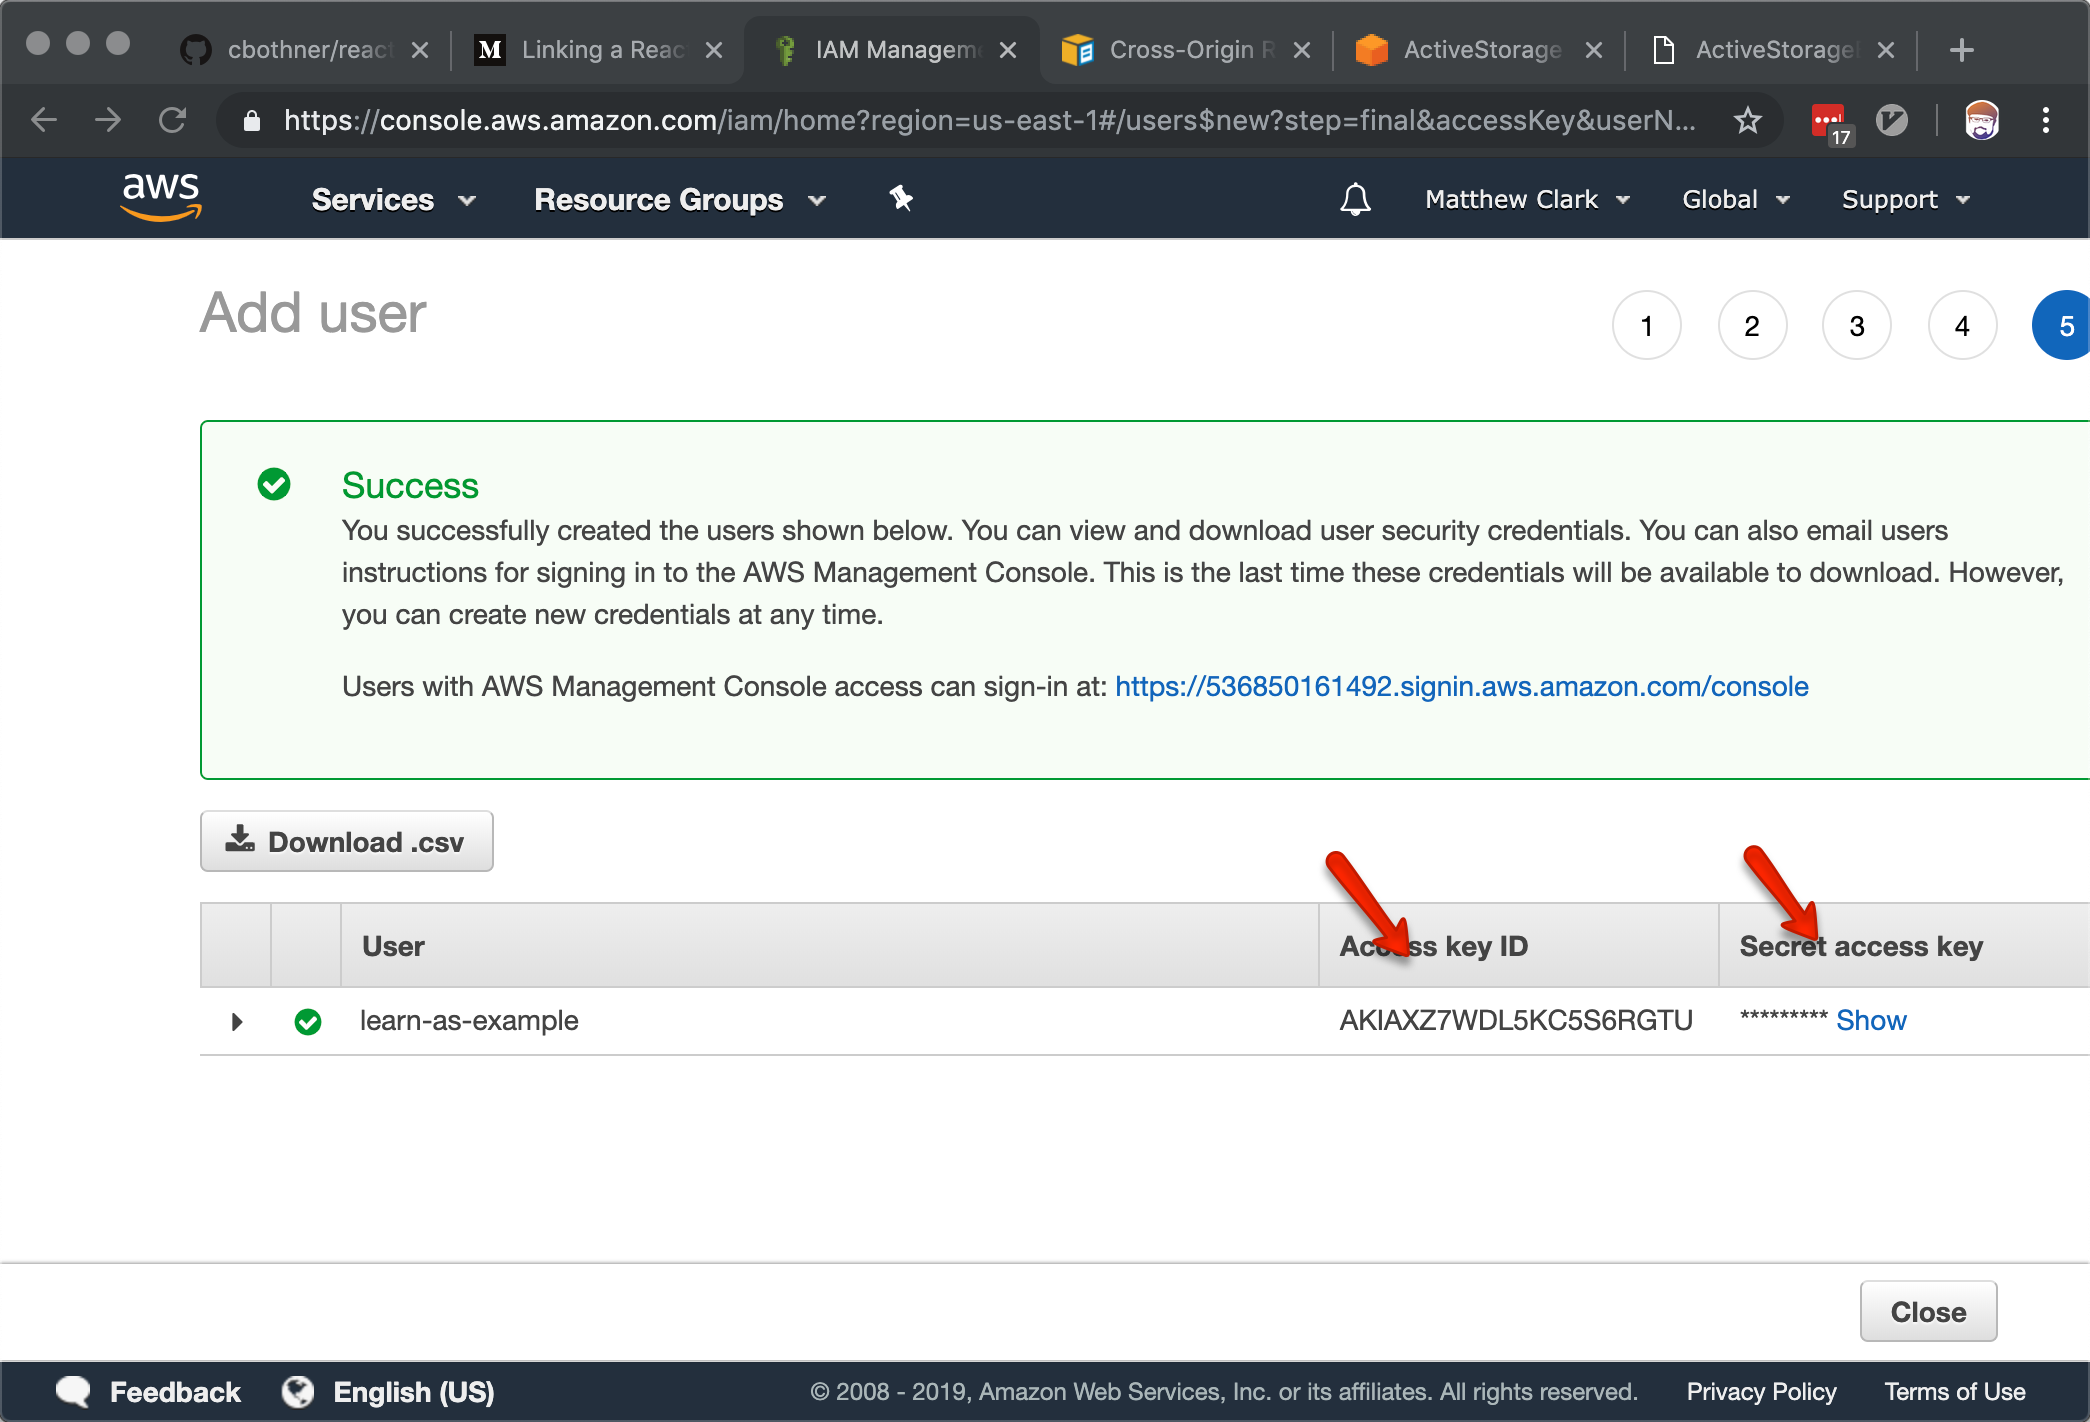 cbothner/react
Linking a Reac
IAM Manageme
Cross-Origin R
ActiveStorage
ActiveStorage
https://console.aws.amazon.com/iam/home?region=us-east-1#/users$new?step=final&accessKey&userN...
17
aws
Services
Resource Groups
Matthew Clark
Global
Support
Add user
1
2
3
4
5
Success
You successfully created the users shown below. You can view and download user security credentials. You can also email users
instructions for signing in to the AWS Management Console. This is the last time these credentials will be available to download. However,
you can create new credentials at any time.
Users with AWS Management Console access can sign-in at: https://536850161492.signin.aws.amazon.com/console
Download .csv
User
Access key ID
Secret access key
learn-as-example
AKIAXZ7WDL5KC5S6RGTU
********* Show
Close
Feedback
English (US)
© 2008 - 2019, Amazon Web Services, Inc. or its affiliates. All rights reserved.
Privacy Policy
Terms of Use